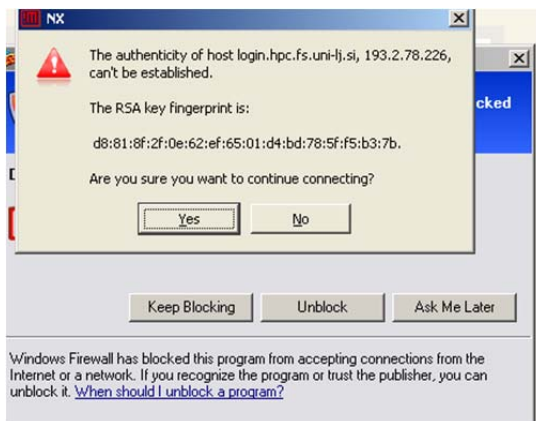 NX
The authenticity of host login.hpc.fs.uni-lj.si, 193.2.78.226,
can't be established.
The RSA key fingerprint is:
d8:81:8f:2f:0e:62:ef:65:01:d4:bd:78:5f:f5:b3:7b.
Are you sure you want to continue connecting?
Yes
No
cked
Keep Blocking
Unblock
Ask Me Later
Windows Firewall has blocked this program from accepting connections from the
Internet or a network. If you recognize the program or trust the publisher, you can
unblock it. When should I unblock a program?